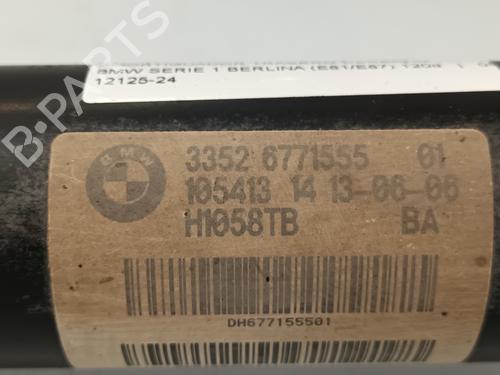 BMW SERIE 1 BERLINA (E81/E87)
12125-24
BMW
3352 6771555 01
105413 14 13-06-06
H1058TB BA
DH677155501
B-PARTS